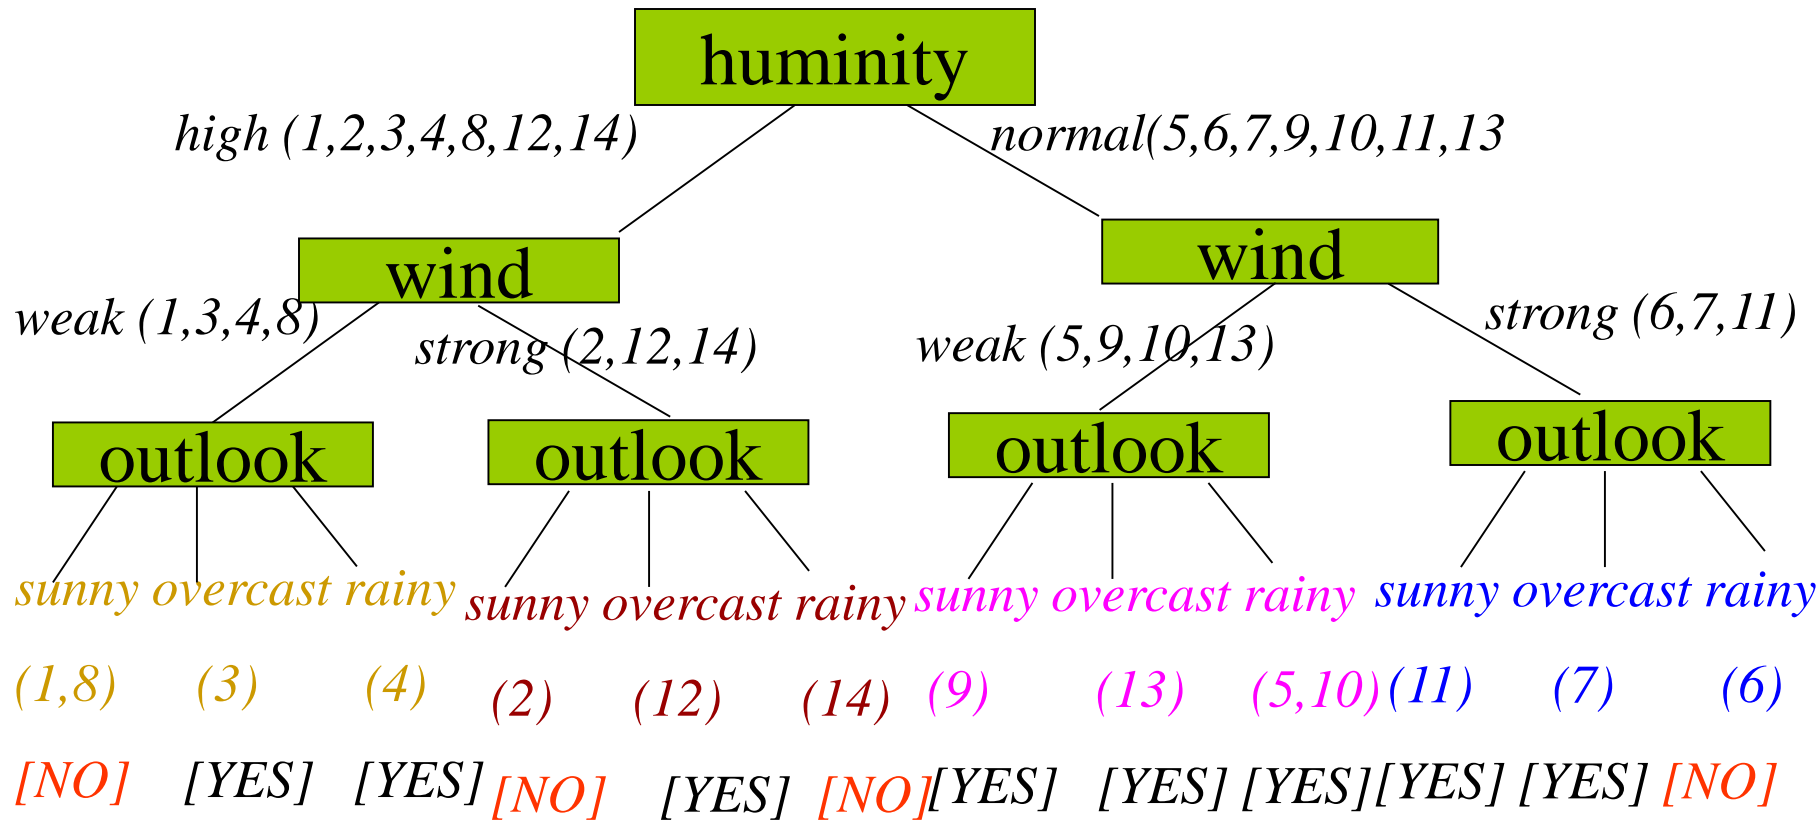 huminity
high (1,2,3,4,8,12,14) normal(5,6,7,9,10,11,13
wind wind
weak (1,3,4,8) strong (2,12,14) weak (5,9,10,13) strong (6,7,11)
outlook outlook outlook outlook
sunny overcast rainy sunny overcast rainy sunny overcast rainy sunny overcast rainy
(1,8) (3) (4) (2) (12) (14) (9) (13) (5,10) (11) (7) (6)
[NO] [YES] [YES] [NO] [YES] [NO] [YES] [YES] [YES] [YES] [YES] [NO]